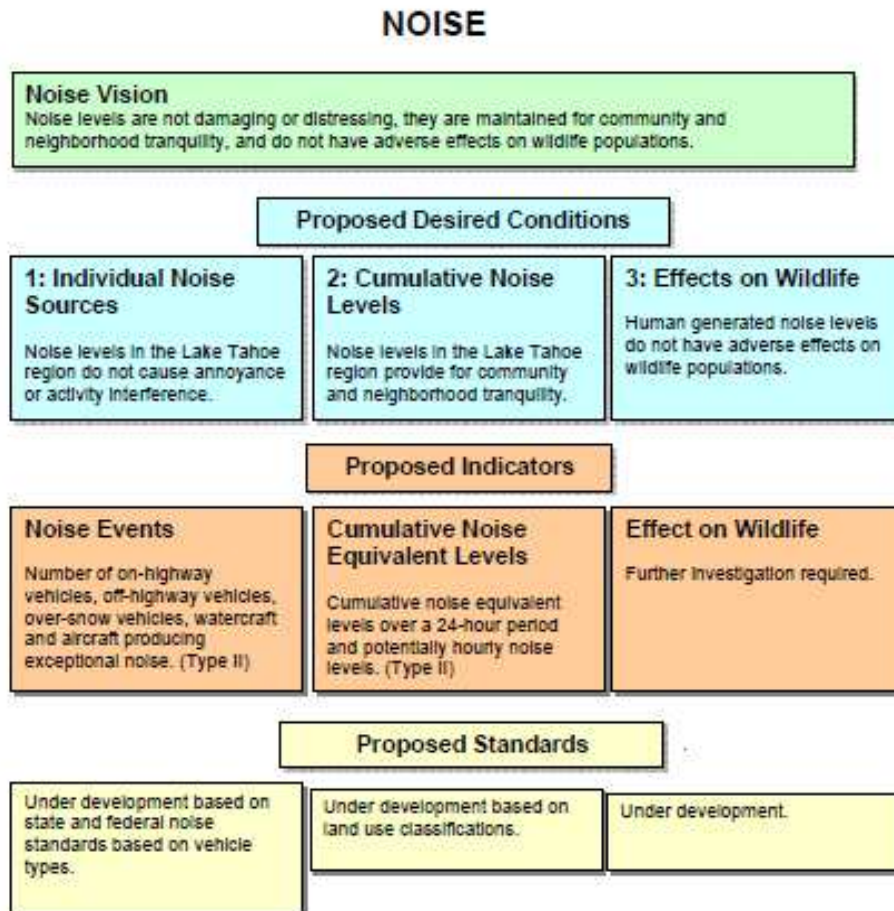 NOISE
Noise Vision
Noise levels are not damaging or distressing, they are maintained for community and
neighborhood tranquility, and do not have adverse effects on wildlife populations.
Proposed Desired Conditions
1: Individual Noise
Sources
Noise levels in the Lake Tahoe
region do not cause annoyance
or activity interference.
2: Cumulative Noise
Levels
Noise levels in the Lake Tahoe
region provide for community
and neighborhood tranquility.
3: Effects on Wildlife
Human generated noise levels
do not have adverse effects on
wildlife populations.
Proposed Indicators
Noise Events
Number of on-highway
vehicles, off-highway vehicles,
over-snow vehicles, watercraft
and aircraft producing
exceptional noise. (Type II)
Cumulative Noise
Equivalent Levels
Cumulative noise equivalent
levels over a 24-hour period
and potentially hourly noise
levels. (Type II)
Effect on Wildlife
Further investigation required.
Proposed Standards
Under development based on
state and federal noise
standards based on vehicle
types.
Under development based on
land use classifications.
Under development.